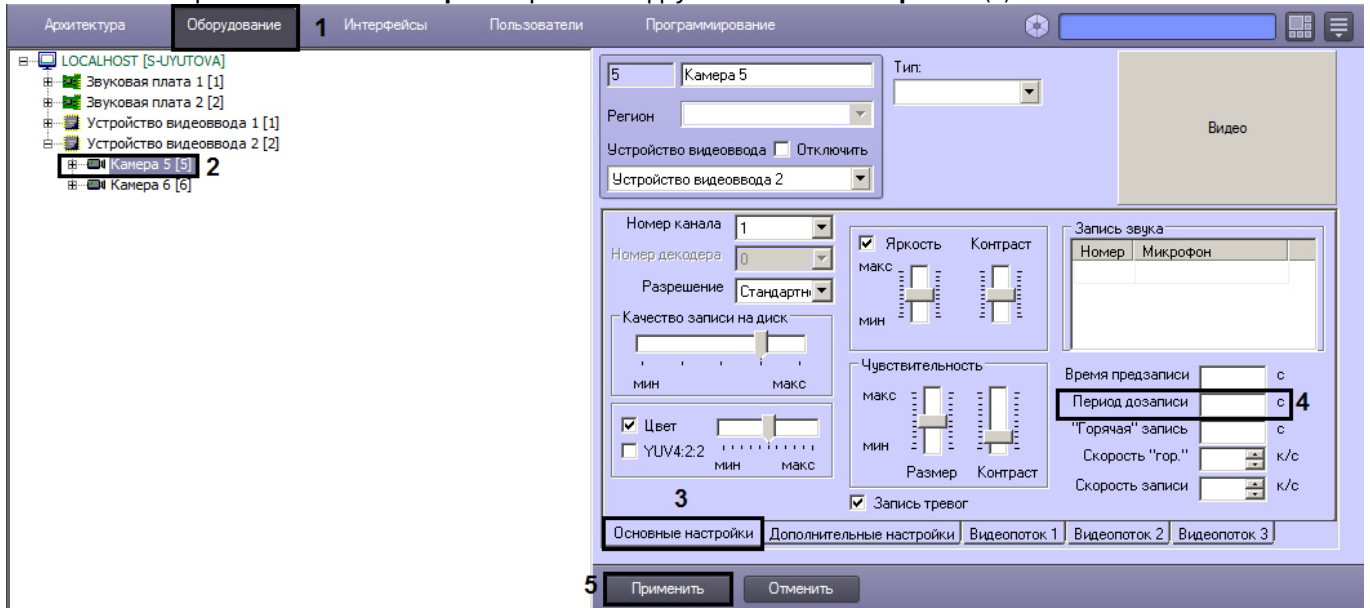 Архитектура
Оборудование
1
Интерфейсы
Пользователи
Программирование
LOCALHOST [S-UYUTOVA]
Звуковая плата 1 [1]
Звуковая плата 2 [2]
Устройство видеоввода 1 [1]
Устройство видеоввода 2 [2]
Камера 5 [5]
2
Камера 6 [6]
5
Камера 5
Тип:
Регион
Устройство видеоввода
Отключить
Устройство видеоввода 2
Видео
Номер канала
1
Номер декодера
0
Разрешение
Качество записи на диск
мин макс
Цвет
YUV4:2:2
мин макс
Яркость Контраст
макс
мин
Чувствительность
макс
мин
Размер Контраст
Запись тревог
Запись звука
Номер Микрофон
Время предзаписи с
Период дозаписи с
4
"Горячая" запись с
Скорость "гор." к/с
Скорость записи к/с
3
Основные настройки
Дополнительные настройки
Видеопоток 1
Видеопоток 2
Видеопоток 3
5
Применить
Отменить